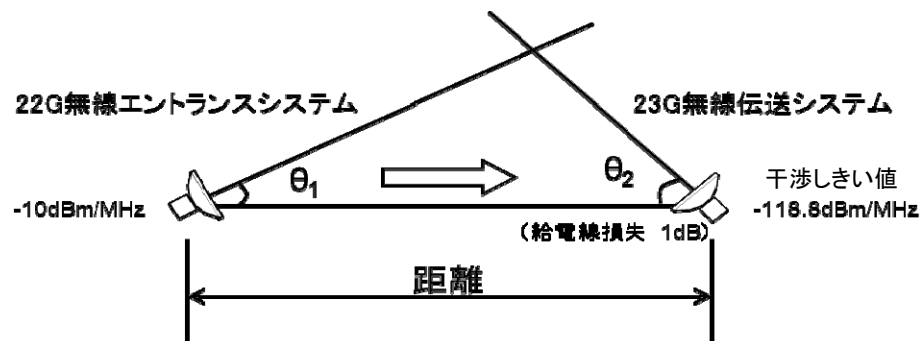 22G無線エントランスシステム
23G無線伝送システム
θ1
θ2
干渉しきい値
-10dBm/MHz
-118.8dBm/MHz
(給電線損失 1dB)
距離